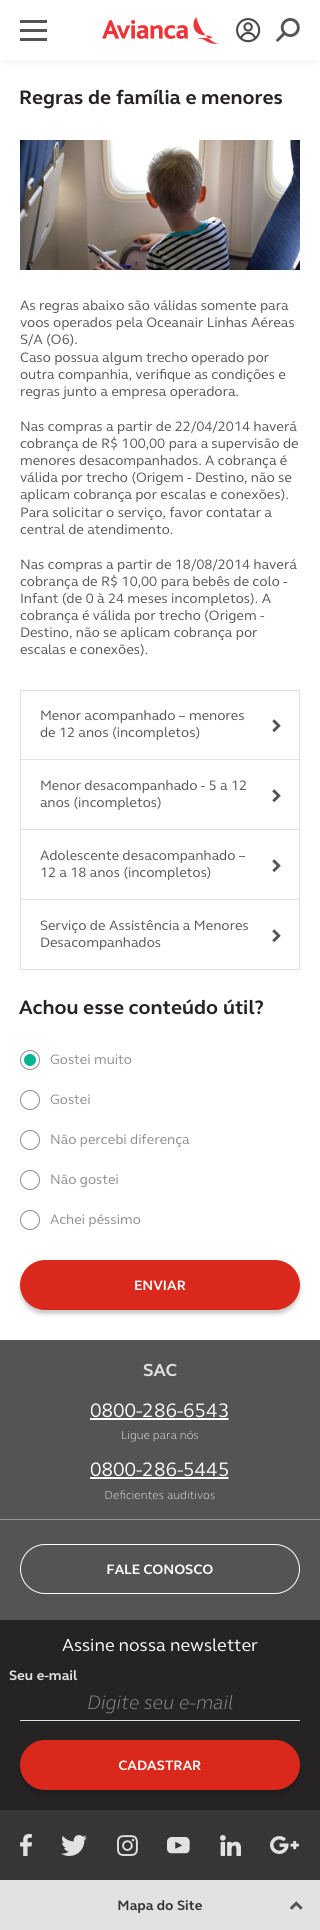 Avianca
Regras de família e menores
As regras abaixo são válidas somente para
voos operados pela Oceanair Linhas Aéreas
S/A (O6).
Caso possua algum trecho operado por
outra companhia, verifique as condições e
regras junto a empresa operadora.
Nas compras a partir de 22/04/2014 haverá
cobrança de R$ 100,00 para a supervisão de
menores desacompanhados. A cobrança é
válida por trecho (Origem - Destino, não se
aplicam cobrança por escalas e conexões).
Para solicitar o serviço, favor contatar a
central de atendimento.
Nas compras a partir de 18/08/2014 haverá
cobrança de R$ 10,00 para bebês de colo -
Infant (de 0 à 24 meses incompletos). A
cobrança é válida por trecho (Origem -
Destino, não se aplicam cobrança por
escalas e conexões).
Menor acompanhado – menores
de 12 anos (incompletos)
Menor desacompanhado - 5 a 12
anos (incompletos)
Adolescente desacompanhado –
12 a 18 anos (incompletos)
Serviço de Assistência a Menores
Desacompanhados
Achou esse conteúdo útil?
Gostei muito
Gostei
Não percebi diferença
Não gostei
Achei péssimo
ENVIAR
SAC
0800-286-6543
Ligue para nós
0800-286-5445
Deficientes auditivos
FALE CONOSCO
Assine nossa newsletter
Seu e-mail
Digite seu e-mail
CADASTRAR
Mapa do Site